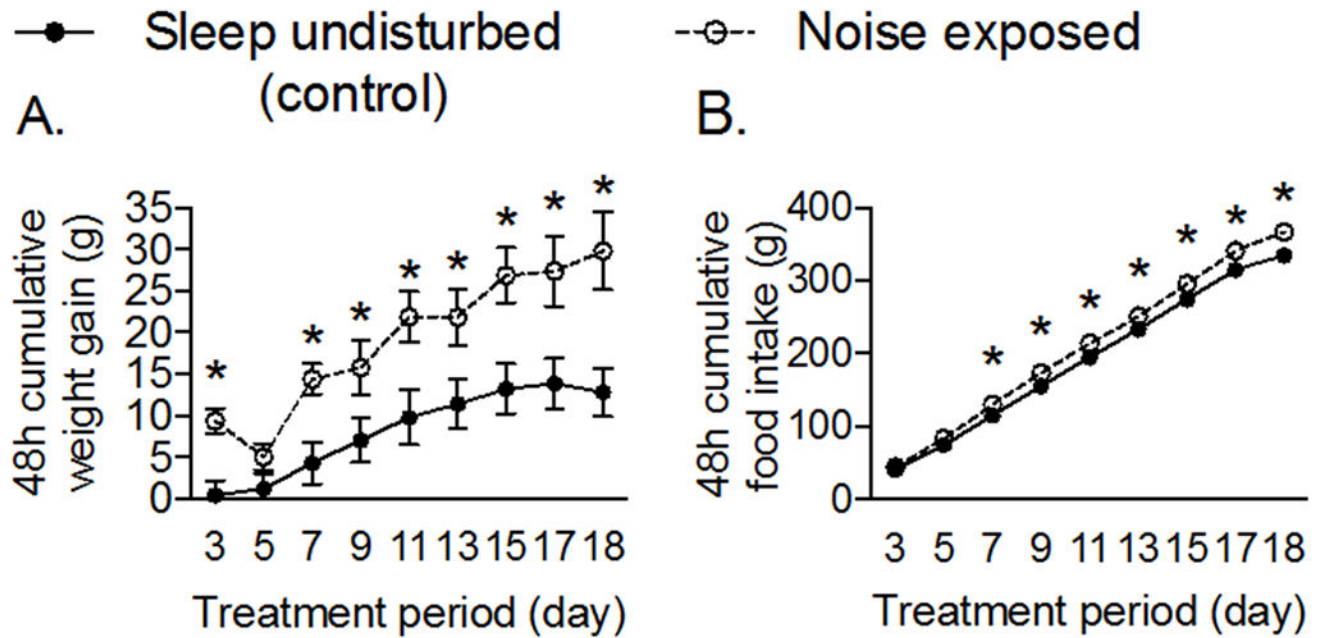 Sleep undisturbed
(control)
Noise exposed
A.
48h cumulative
weight gain (g)
35
30
25
20
15
10
5
0
* * * * * * * *
3 5 7 9 11 13 15 17 18
Treatment period (day)
B.
48h cumulative
food intake (g)
400
300
200
100
0
* * * * * * *
3 5 7 9 11 13 15 17 18
Treatment period (day)